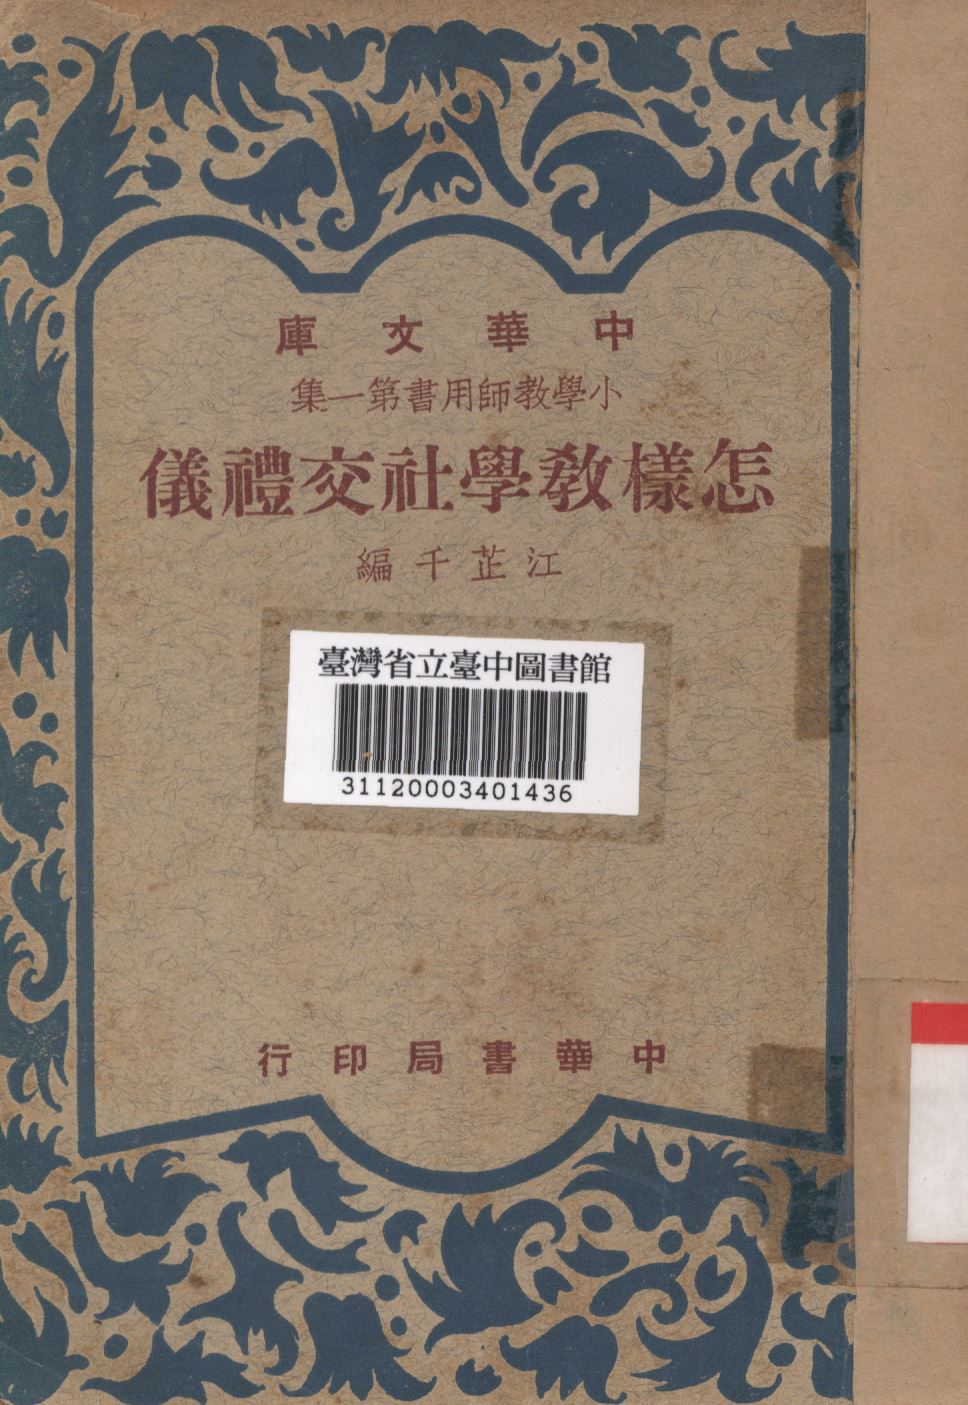 中華文庫
小學教師用書第一集
怎樣教學社交禮儀
江芷千編
臺灣省立臺中圖書館
31120003401436
中華書局印行